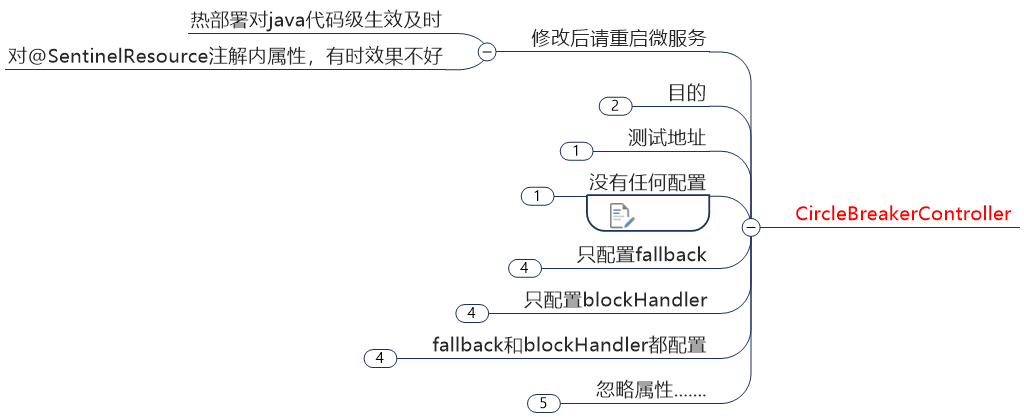 热部署对java代码级生效及时
对@SentinelResource注解内属性，有时效果不好
修改后请重启微服务
目的
2
测试地址
1
没有任何配置
1
CircleBreakerController
只配置fallback
4
只配置blockHandler
4
fallback和blockHandler都配置
4
忽略属性.......
5